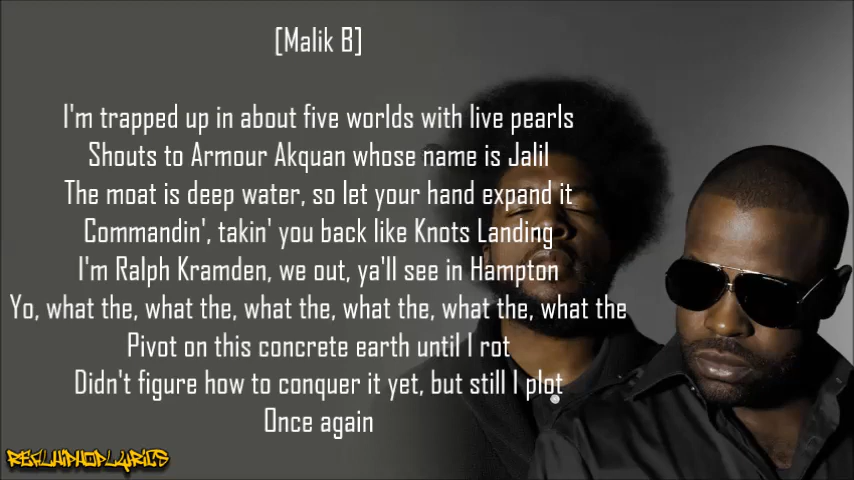 [Malik B]
I'm trapped up in about five worlds with live pearls
Shouts to Armour Akquan whose name is Jalil
The moat is deep water, so let your hand expand it
Commandin', takin' you back like Knots Landing
I'm Ralph Kramden, we out, ya'll see in Hampton
Yo, what the, what the, what the, what the, what the, what the
Pivot on this concrete earth until I rot
Didn't figure how to conquer it yet, but still I plot
Once again
REALHIPHOPLYRICS